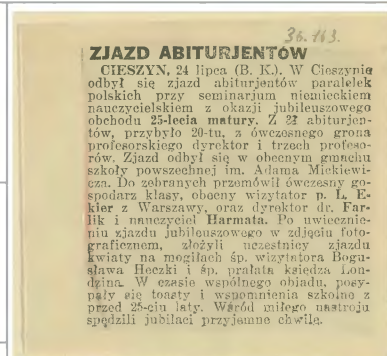 36.163.
ZJAZD ABITURJENTÓW
CIESZYN, 24 lipca (B. K.). W Cieszynie
odbył się zjazd abiturjentów paralelek
polskich przy seminarjum niemieckiem
nauczycielskiem z okazji jubileuszowego
obchodu 25-lecia matury. Z 22 abiturjen-
tów, przybyło 20-tu, z ówczesnego grona
profesorskiego dyrektor i trzech profeso-
rów. Zjazd odbył się w obecnym gmachu
szkoły powszechnej im. Adama Mickiewi-
cza. Do zebranych przemówił ówczesny go-
spodarz klasy, obecny wizytator p. L. E-
kier z Warszawy, oraz dyrektor dr. Far-
lik i nauczyciel Harmata. Po uwiecznie-
niu zjazdu jubileuszowego w zdjęciu foto-
graficznem, złożyli uczestnicy zjazdu
kwiaty na mogiłach śp. wizytatora Bogu-
sława Heczki i śp. prałata księdza Lon-
dzina. W czasie wspólnego obiadu, posy-
pały się toasty i wspomnienia szkolne z
przed 25-ciu laty. Wśród miłego nastroju
spędzili jubilaci przyjemne chwile.